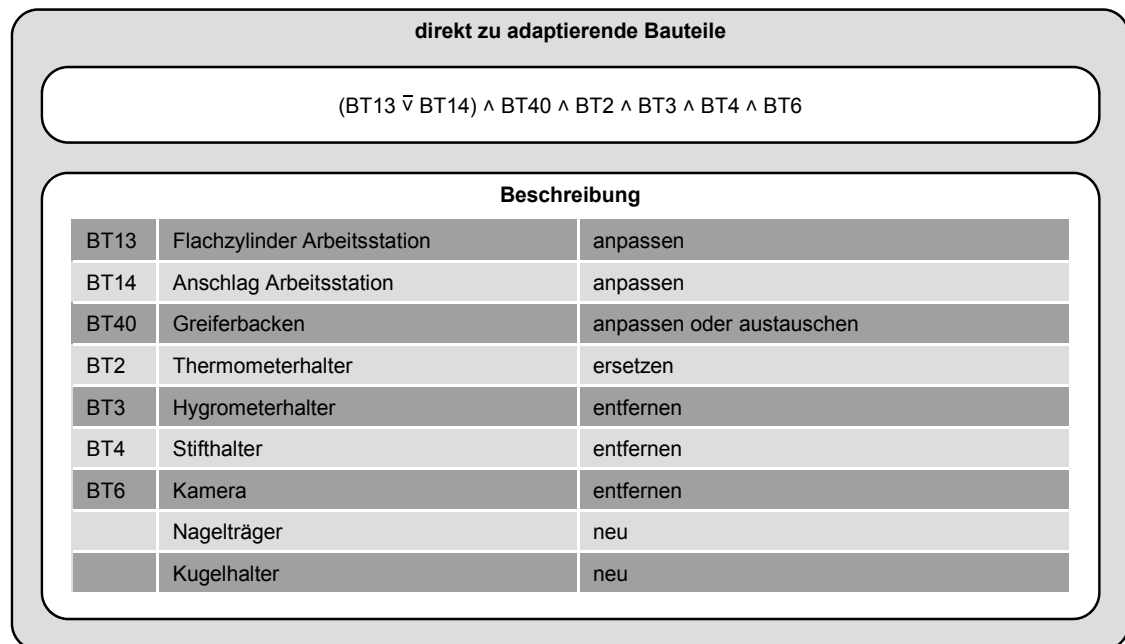 direkt zu adaptierende Bauteile
(BT13 v̄ BT14) ∧ BT40 ∧ BT2 ∧ BT3 ∧ BT4 ∧ BT6
Beschreibung
BT13 Flachzylinder Arbeitsstation anpassen
BT14 Anschlag Arbeitsstation anpassen
BT40 Greiferbacken anpassen oder austauschen
BT2 Thermometerhalter ersetzen
BT3 Hygrometerhalter entfernen
BT4 Stifthalter entfernen
BT6 Kamera entfernen
Nagelträger neu
Kugelhalter neu